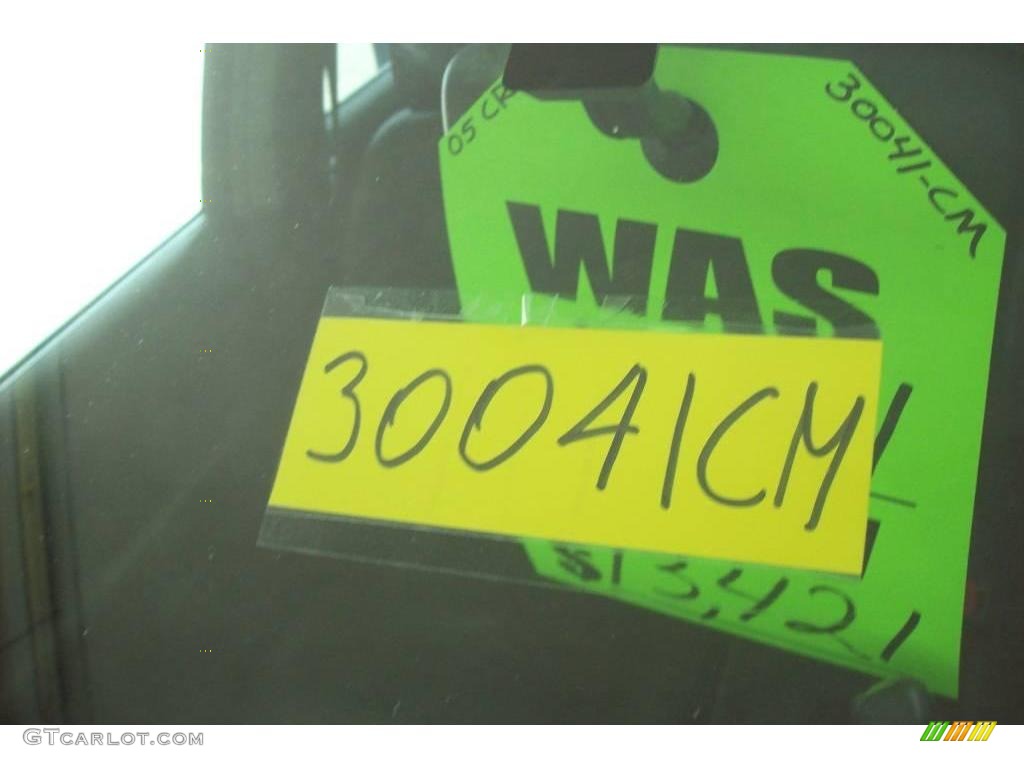 05 CR
30041-CM
WAS
30041CM
$13,421
GTCARLOT.COM